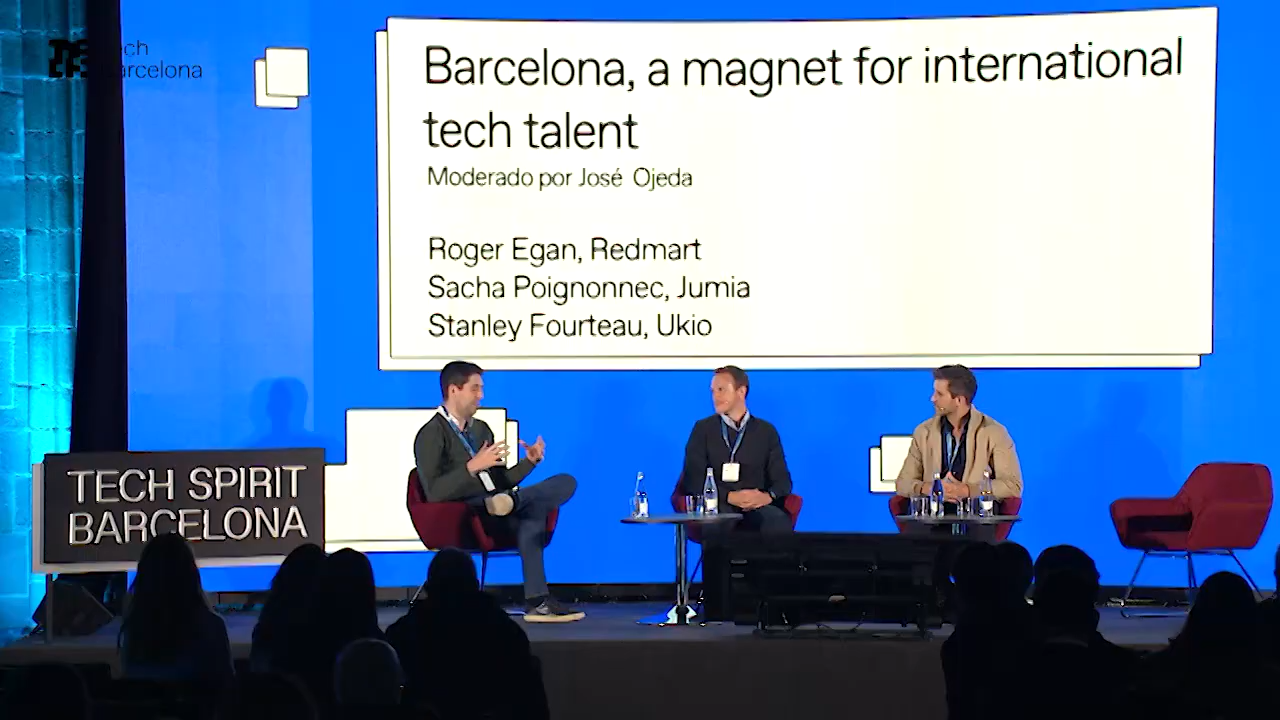 Tech
Barcelona
Barcelona, a magnet for international
tech talent
Moderado por José Ojeda
Roger Egan, Redmart
Sacha Poignonnec, Jumia
Stanley Fourteau, Ukio
TECH SPIRIT
BARCELONA